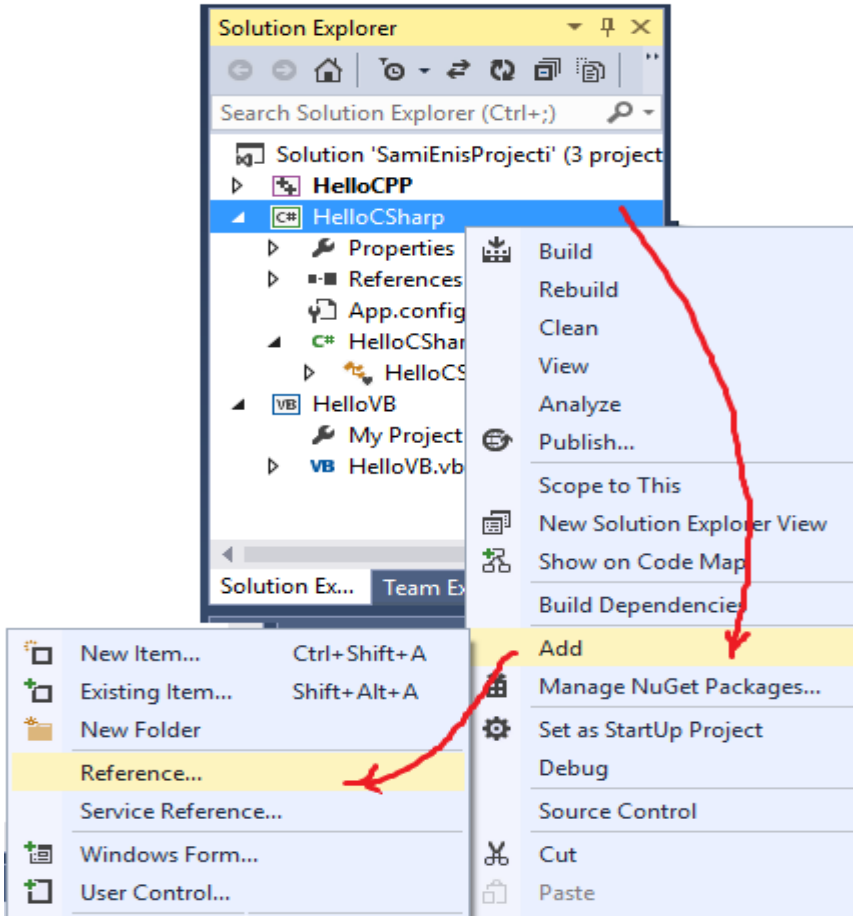 Solution Explorer
Search Solution Explorer (Ctrl+;)
Solution 'SamiEnisProjecti' (3 project
HelloCPP
C# HelloCSharp
Properties
References
App.config
C# HelloCShar
HelloCS
VB HelloVB
My Project
VB HelloVB.vb
Solution Ex...
Team Ex
Build
Rebuild
Clean
View
Analyze
Publish...
Scope to This
New Solution Explorer View
Show on Code Map
Build Dependencies
Add
Manage NuGet Packages...
Set as StartUp Project
Debug
Source Control
Cut
Paste
New Item... Ctrl+Shift+A
Existing Item... Shift+Alt+A
New Folder
Reference...
Service Reference...
Windows Form...
User Control...